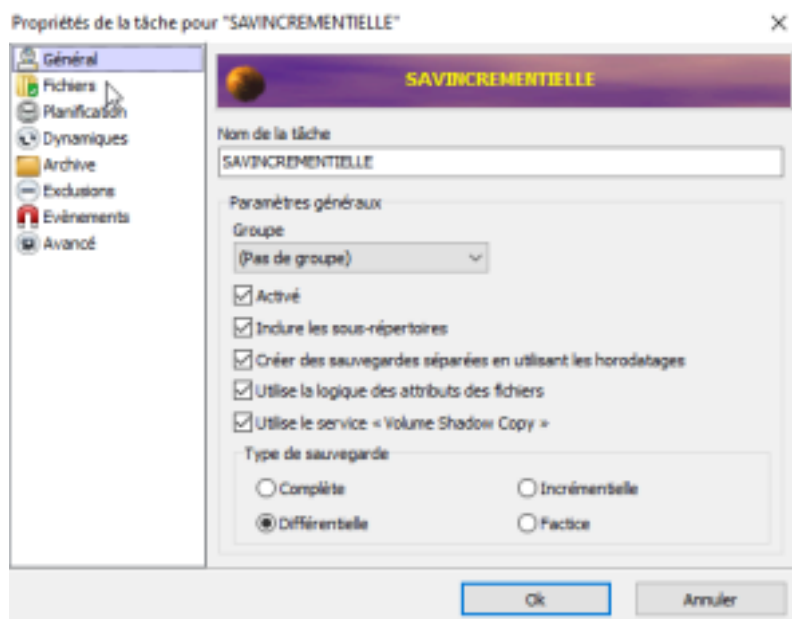 Propriétés de la tâche pour "SAVINCREMENTIELLE"
Général
Fichiers
Planification
Dynamiques
Archive
Exclusions
Evènements
Avancé
SAVINCREMENTIELLE
Nom de la tâche
SAVINCREMENTIELLE
Paramètres généraux
Groupe
(Pas de groupe)
Activé
Inclure les sous-répertoires
Créer des sauvegardes séparées en utilisant les horodatages
Utilise la logique des attributs des fichiers
Utilise le service « Volume Shadow Copy »
Type de sauvegarde
Complète Incrémentielle
Différentielle Factice
Ok Annuler